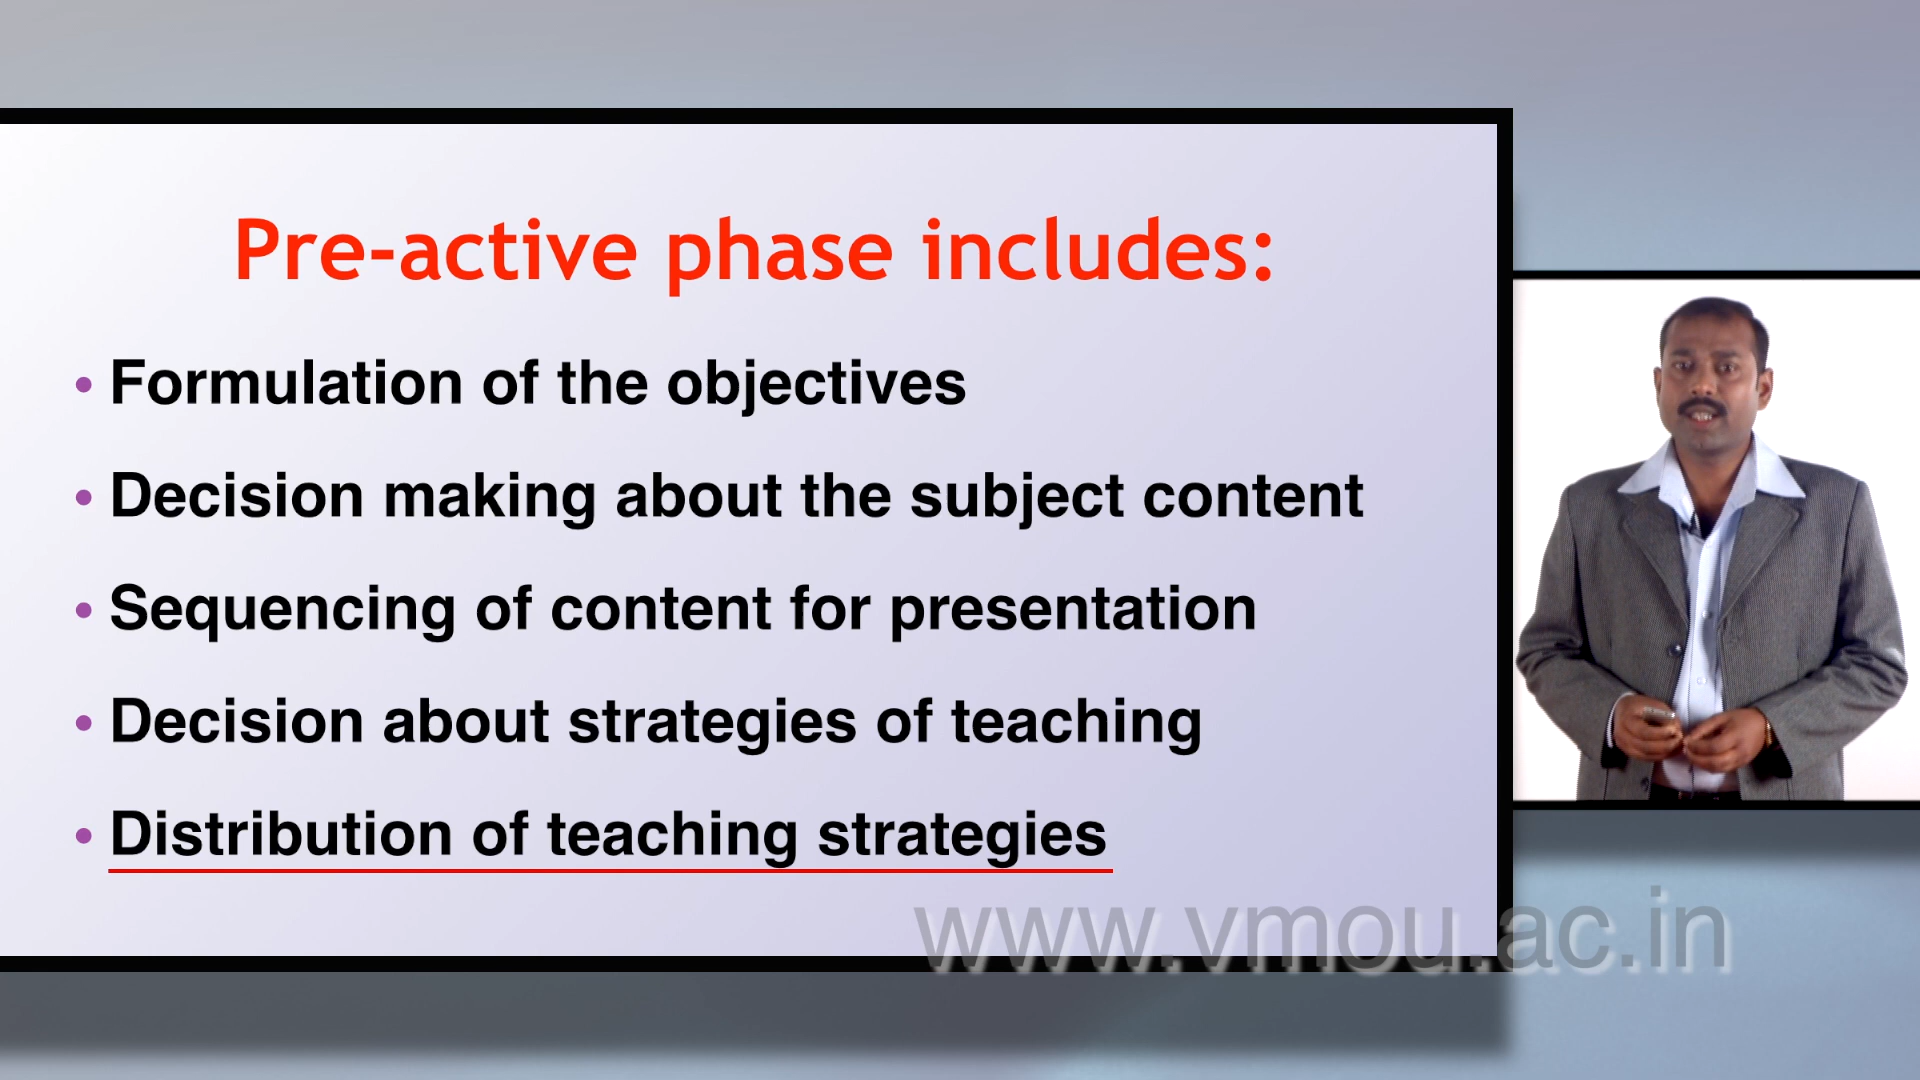 Pre-active phase includes:
• Formulation of the objectives
• Decision making about the subject content
• Sequencing of content for presentation
• Decision about strategies of teaching
• Distribution of teaching strategies
www.vmou.ac.in